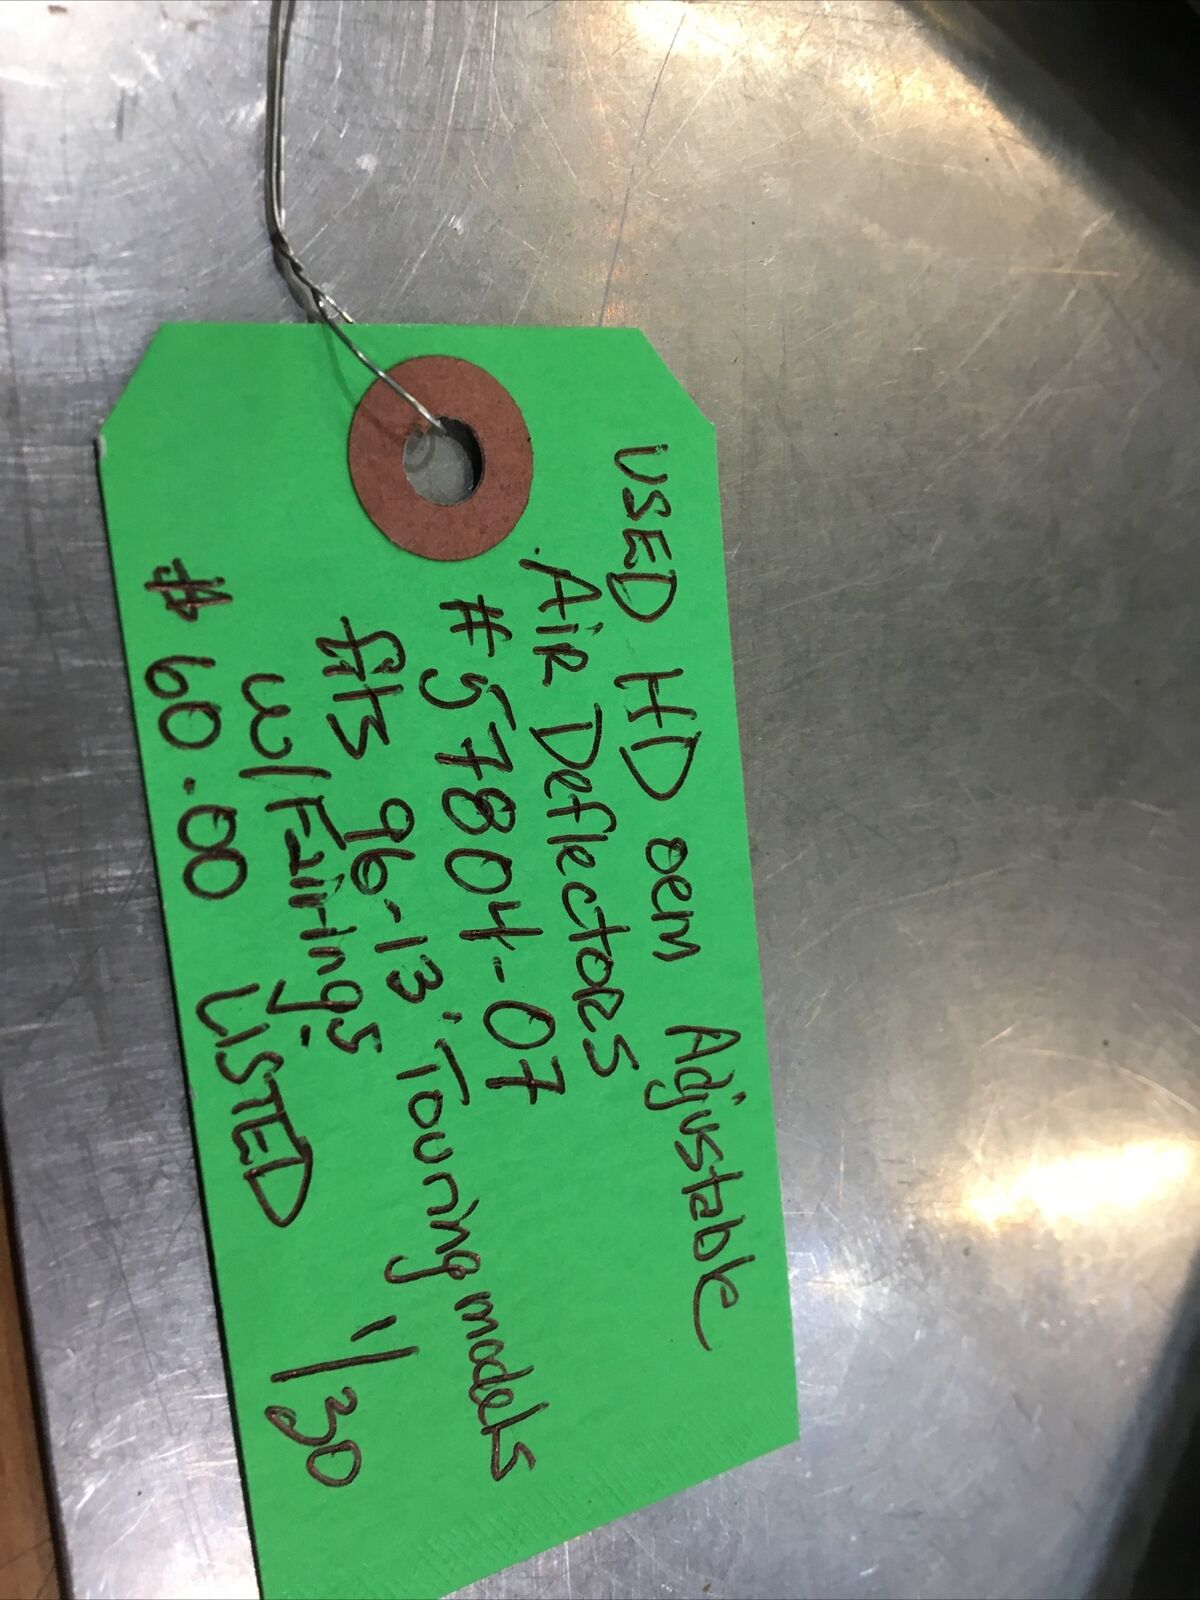 USED HD oem Adjustable
Air Deflectors
#57804-07
fits 96-13 Touring models
w/Fairings
$60.00 LISTED 1/30